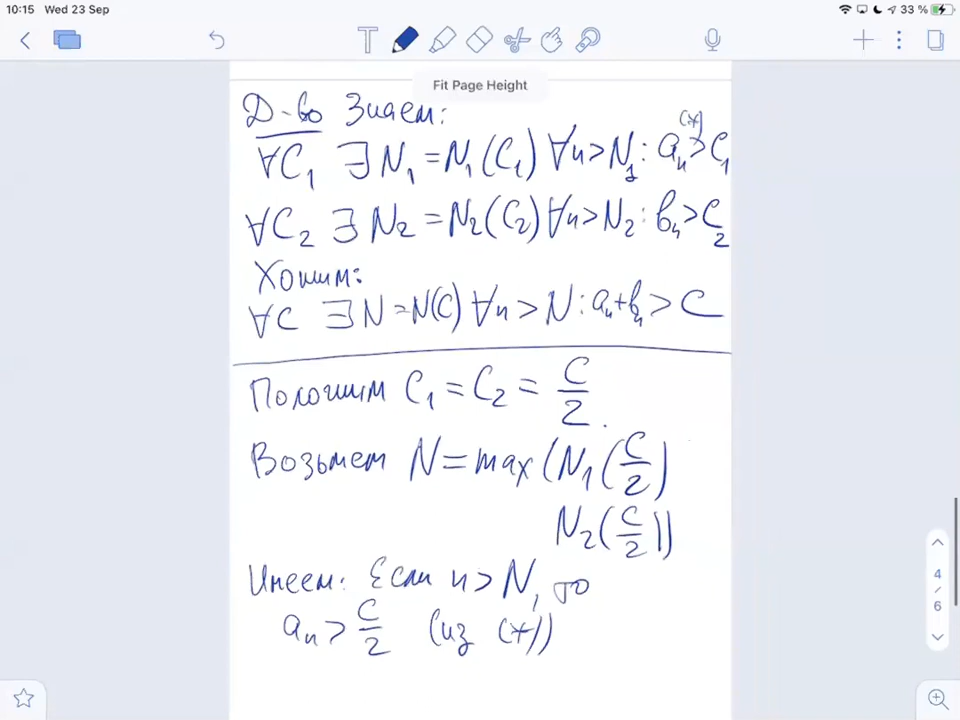 10:15 Wed 23 Sep
33 %
T
Fit Page Height
Д-во Знаем:
(*)
∀C₁ ∃ N₁ = N₁(C₁) ∀n > N₁ : aₙ > C₁
∀C₂ ∃ N₂ = N₂(C₂) ∀n > N₂ : bₙ > C₂
Хотим:
∀C ∃N = N(C) ∀n > N : aₙ + bₙ > C
Положим C₁ = C₂ = C/2.
Возьмем N = max (N₁(C/2)
N₂(C/2))
Имеем: Если n > N, то
aₙ > C/2 (из (*))
4
/
6